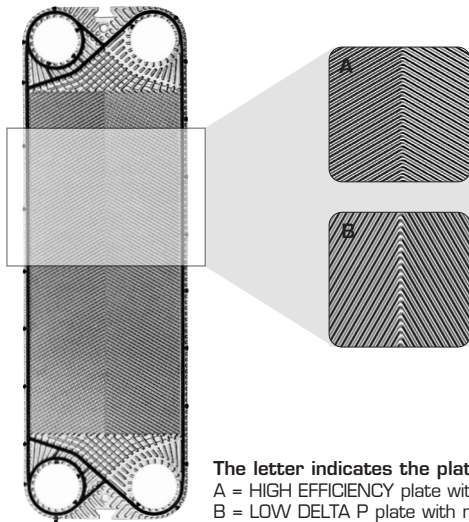 A
B
The letter indicates the plat
A = HIGH EFFICIENCY plate wit
B = LOW DELTA P plate with r